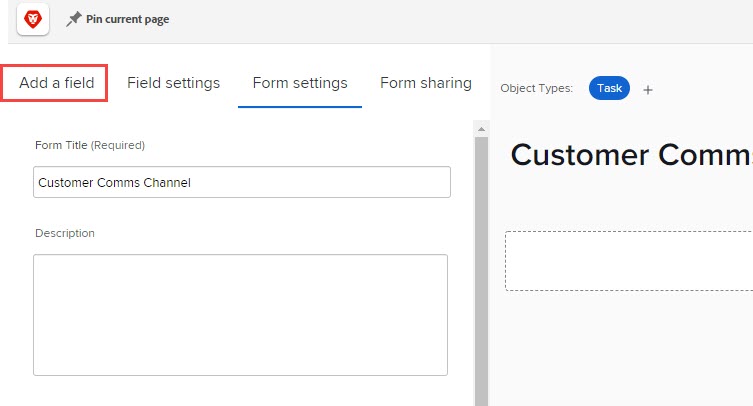 Pin current page
Add a field Field settings Form settings Form sharing
Object Types: Task +
Form Title (Required)
Customer Comms Channel
Customer Comms
Description